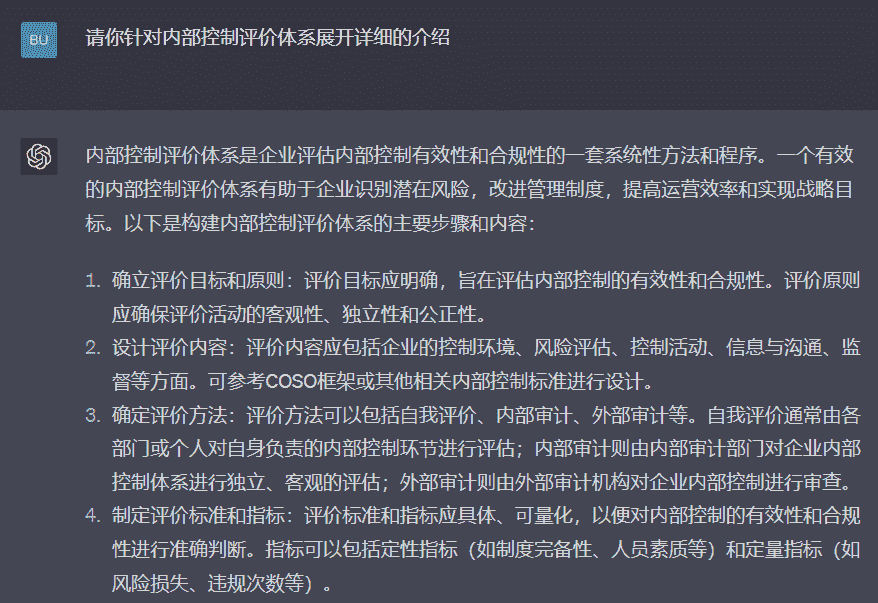 BU
请你针对内部控制评价体系展开详细的介绍
内部控制评价体系是企业评估内部控制有效性和合规性的一套系统性方法和程序。一个有效
的内部控制评价体系有助于企业识别潜在风险，改进管理制度，提高运营效率和实现战略目
标。以下是构建内部控制评价体系的主要步骤和内容：
1. 确立评价目标和原则：评价目标应明确，旨在评估内部控制的有效性和合规性。评价原则
应确保评价活动的客观性、独立性和公正性。
2. 设计评价内容：评价内容应包括企业的控制环境、风险评估、控制活动、信息与沟通、监
督等方面。可参考COSO框架或其他相关内部控制标准进行设计。
3. 确定评价方法：评价方法可以包括自我评价、内部审计、外部审计等。自我评价通常由各
部门或个人对自身负责的内部控制环节进行评估；内部审计则由内部审计部门对企业内部
控制体系进行独立、客观的评估；外部审计则由外部审计机构对企业内部控制进行审查。
4. 制定评价标准和指标：评价标准和指标应具体、可量化，以便对内部控制的有效性和合规
性进行准确判断。指标可以包括定性指标（如制度完备性、人员素质等）和定量指标（如
风险损失、违规次数等）。